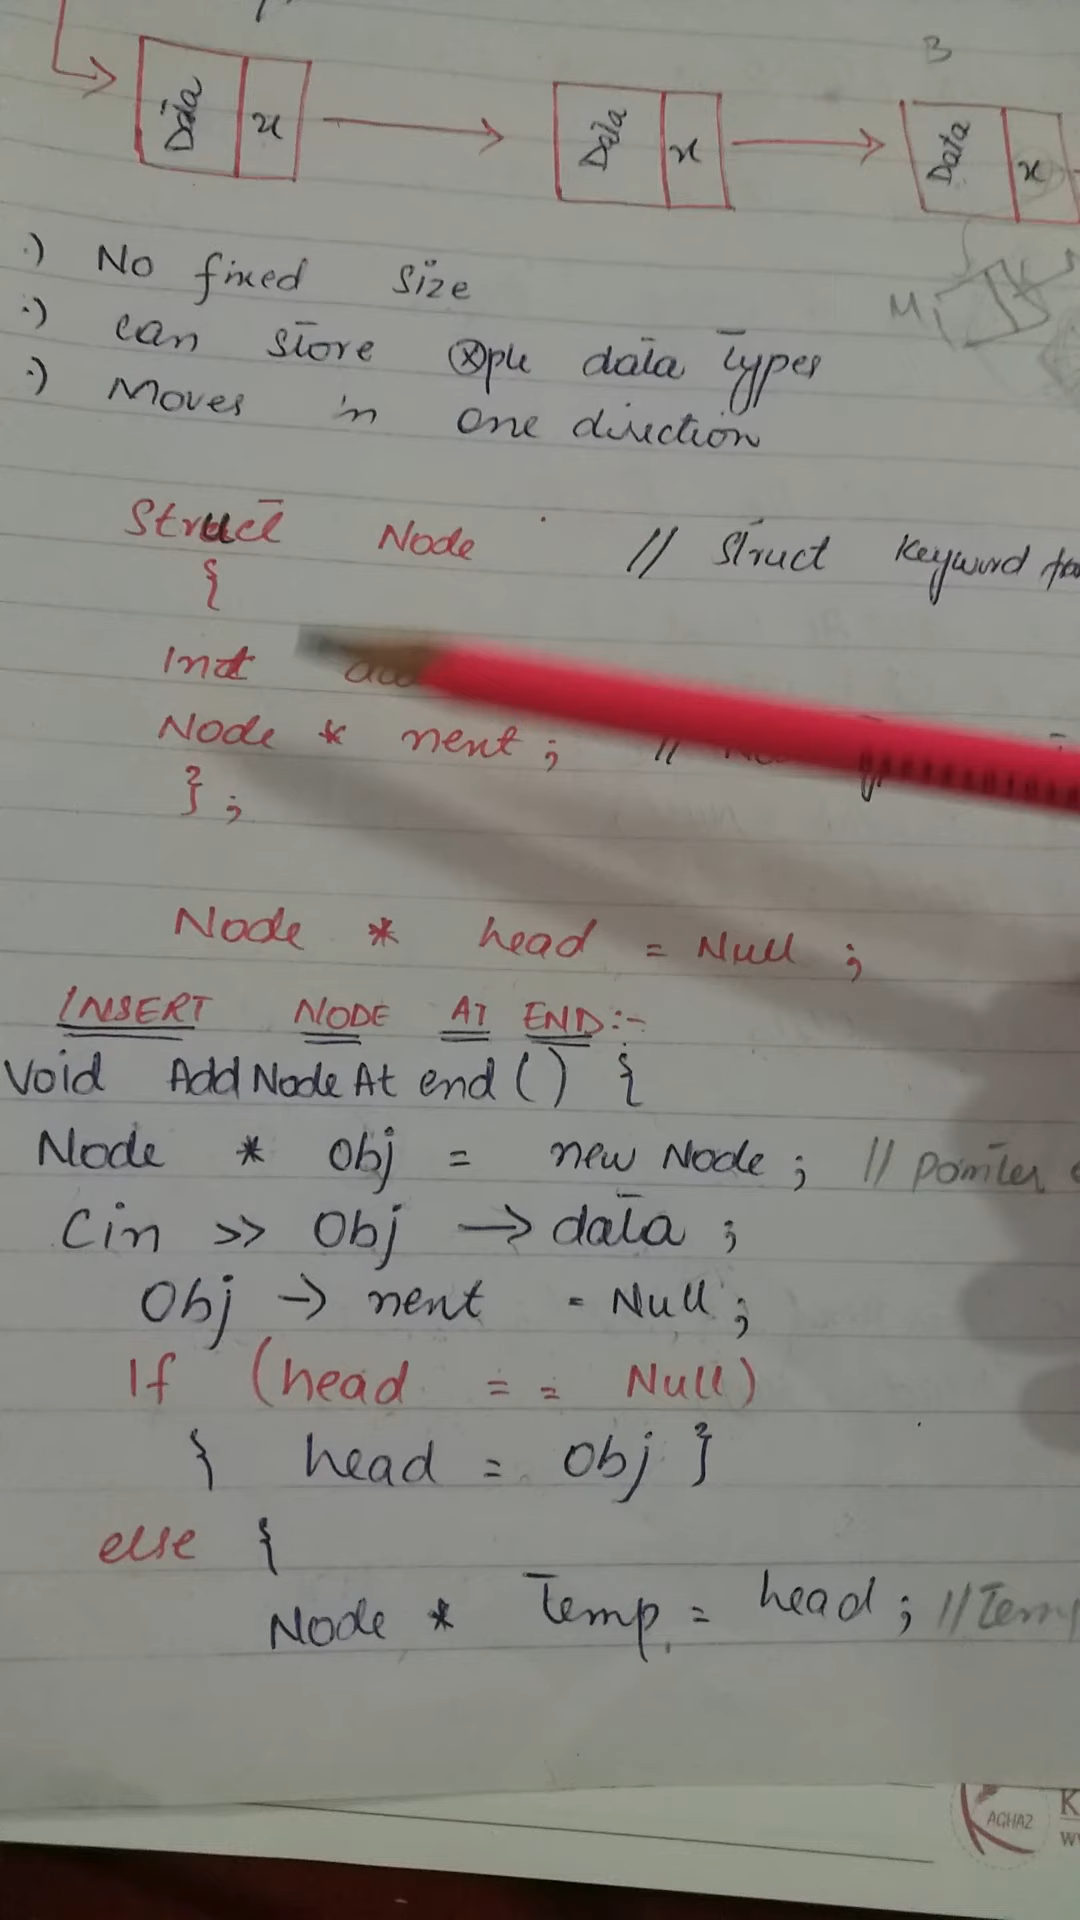 B
Data x Data x Data x
M
:) No fixed size
:) can store ⓧple data types
:) Moves in one direction
Struct Node // Struct Keyword
{
Int
Node * next; //
};
Node * head = Null ;
INSERT NODE AT END:-
Void AddNodeAt end() {
Node * Obj = new Node; // pointer
Cin >> Obj → data ;
Obj → next = Null;
If (head == Null)
{ head = Obj }
else {
Node * Temp = head; //Temp
KAGHAZ
K